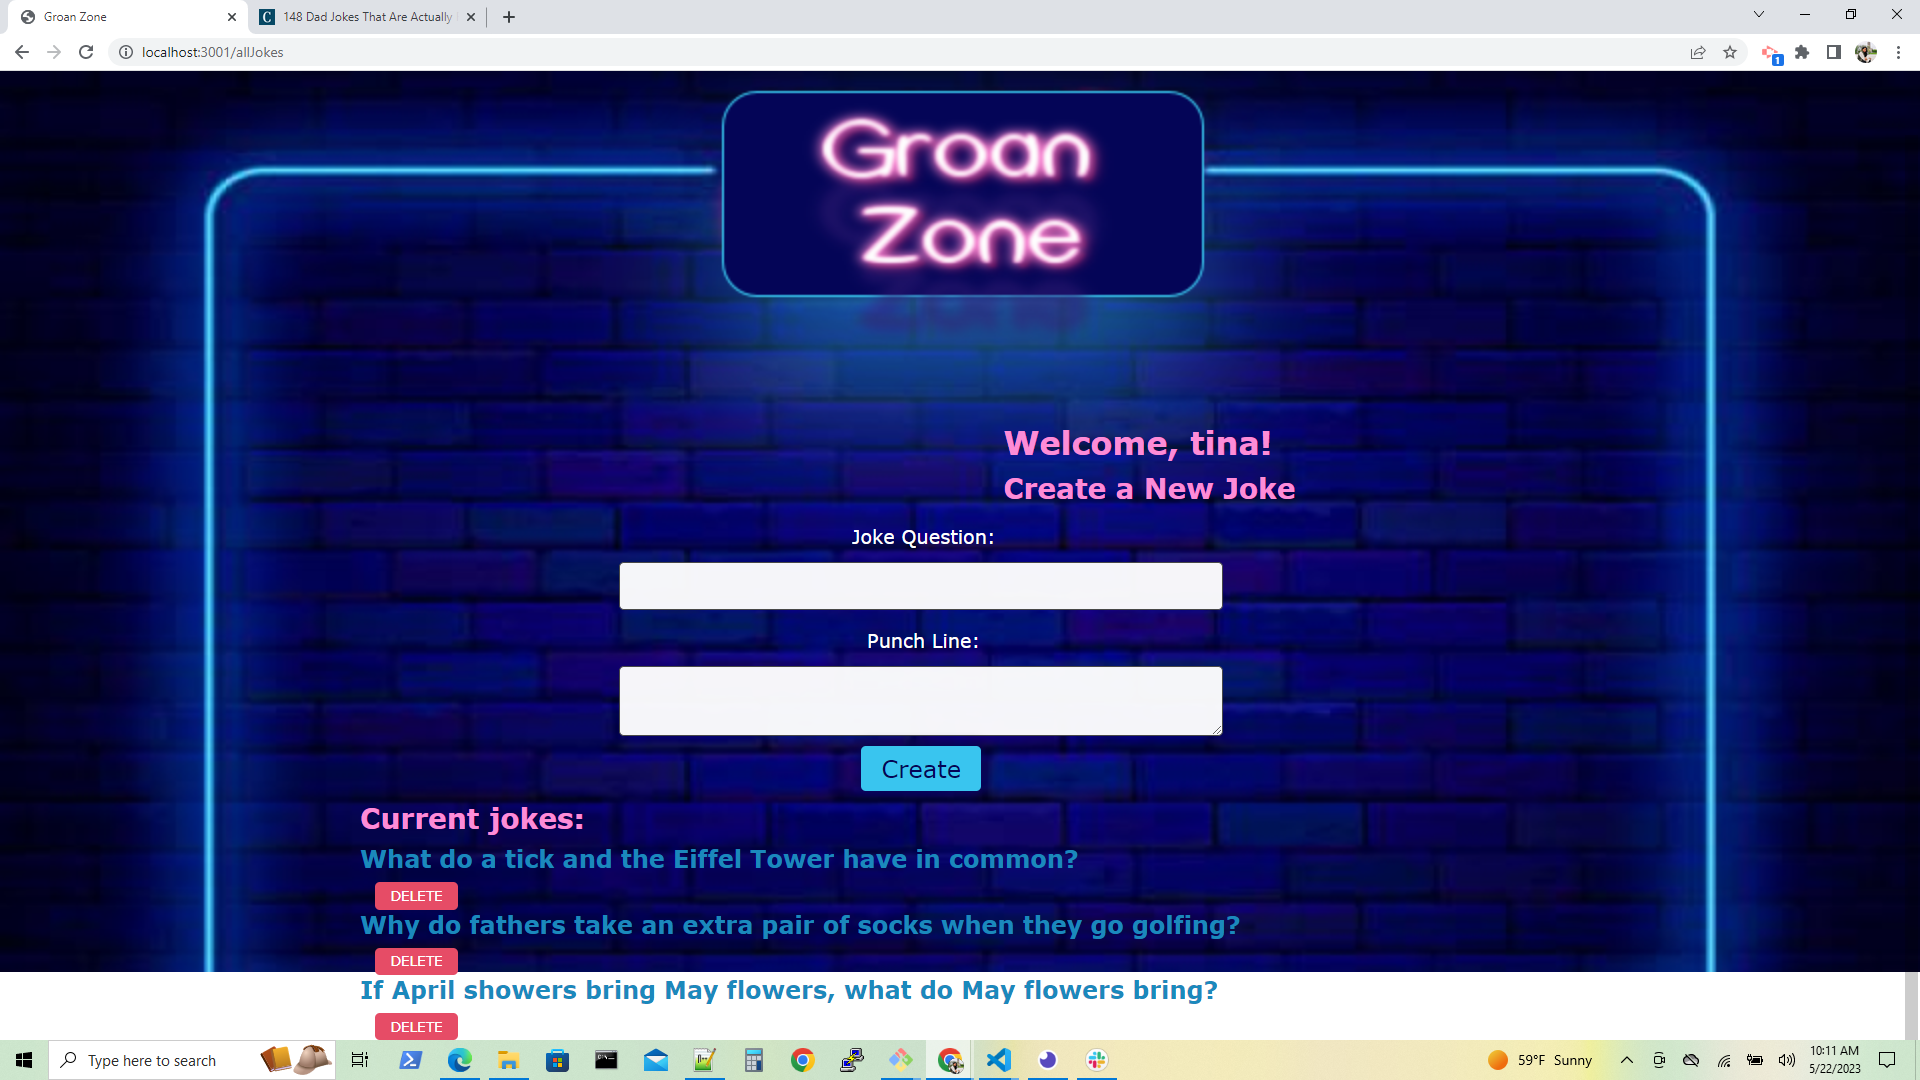 Groan Zone
148 Dad Jokes That Are Actually
localhost:3001/allJokes
1
Groan
Zone
Welcome, tina!
Create a New Joke
Joke Question:
Punch Line:
Create
Current jokes:
What do a tick and the Eiffel Tower have in common?
DELETE
Why do fathers take an extra pair of socks when they go golfing?
DELETE
If April showers bring May flowers, what do May flowers bring?
DELETE
Type here to search
59°F Sunny
10:11 AM
5/22/2023